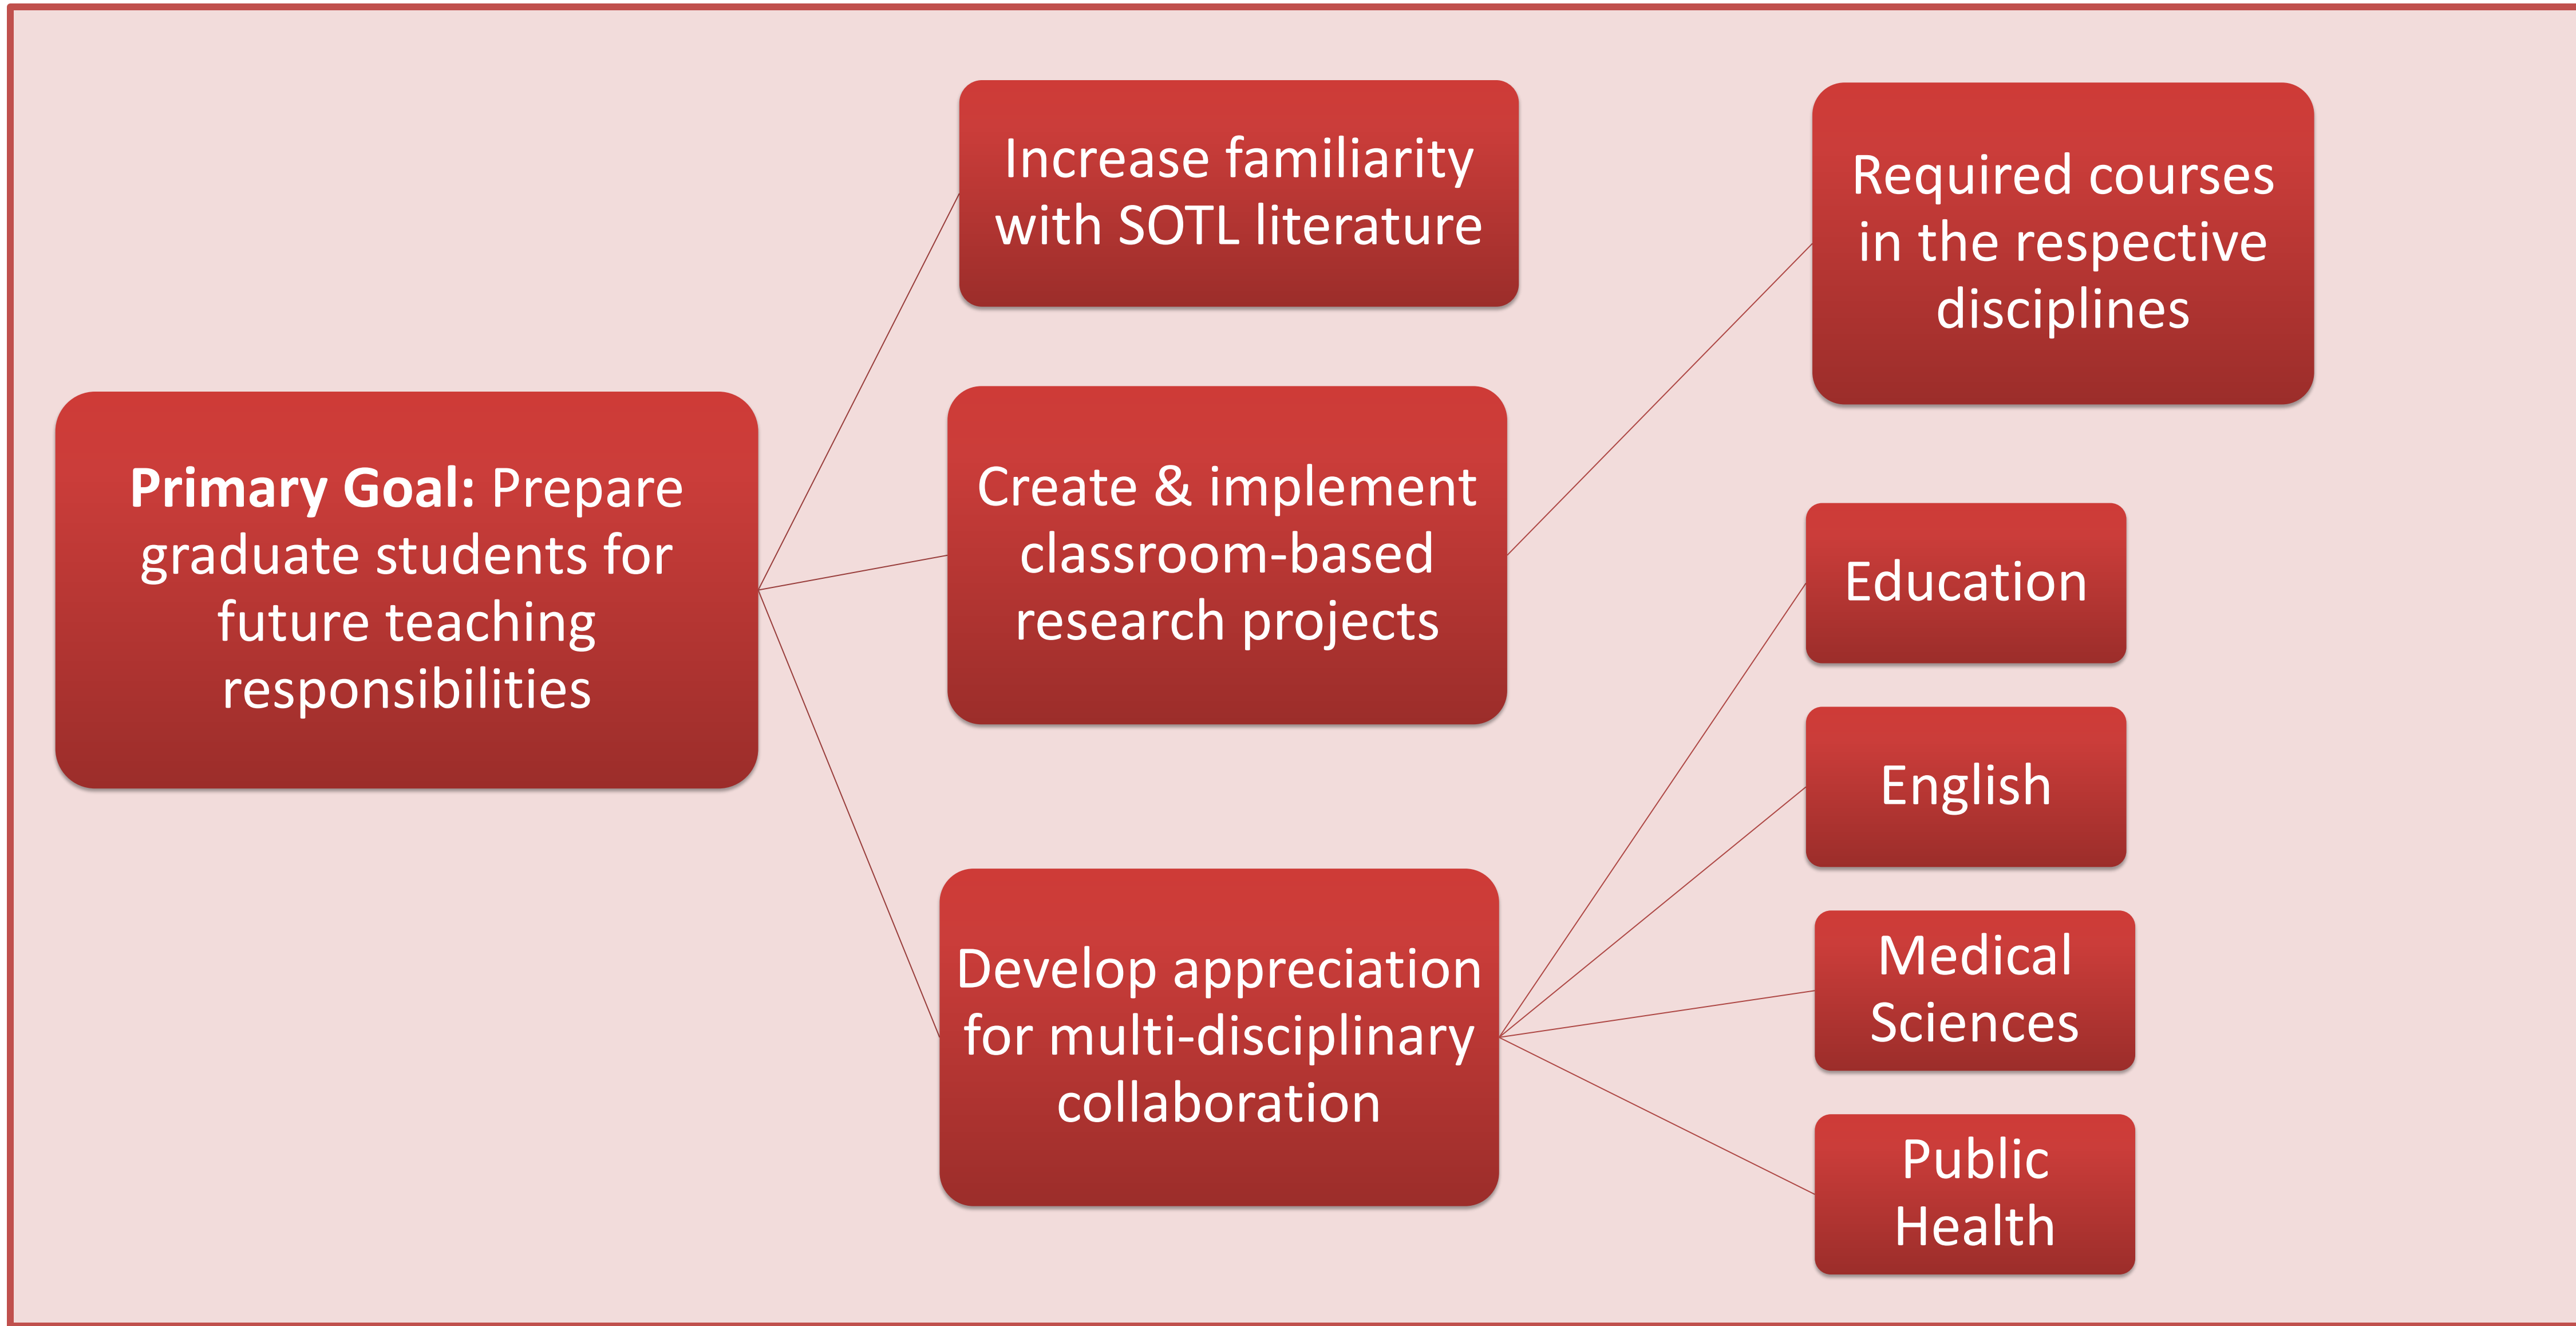 Primary Goal: Prepare
graduate students for
future teaching
responsibilities
Increase familiarity
with SOTL literature
Create & implement
classroom-based
research projects
Develop appreciation
for multi-disciplinary
collaboration
Required courses
in the respective
disciplines
Education
English
Medical
Sciences
Public
Health